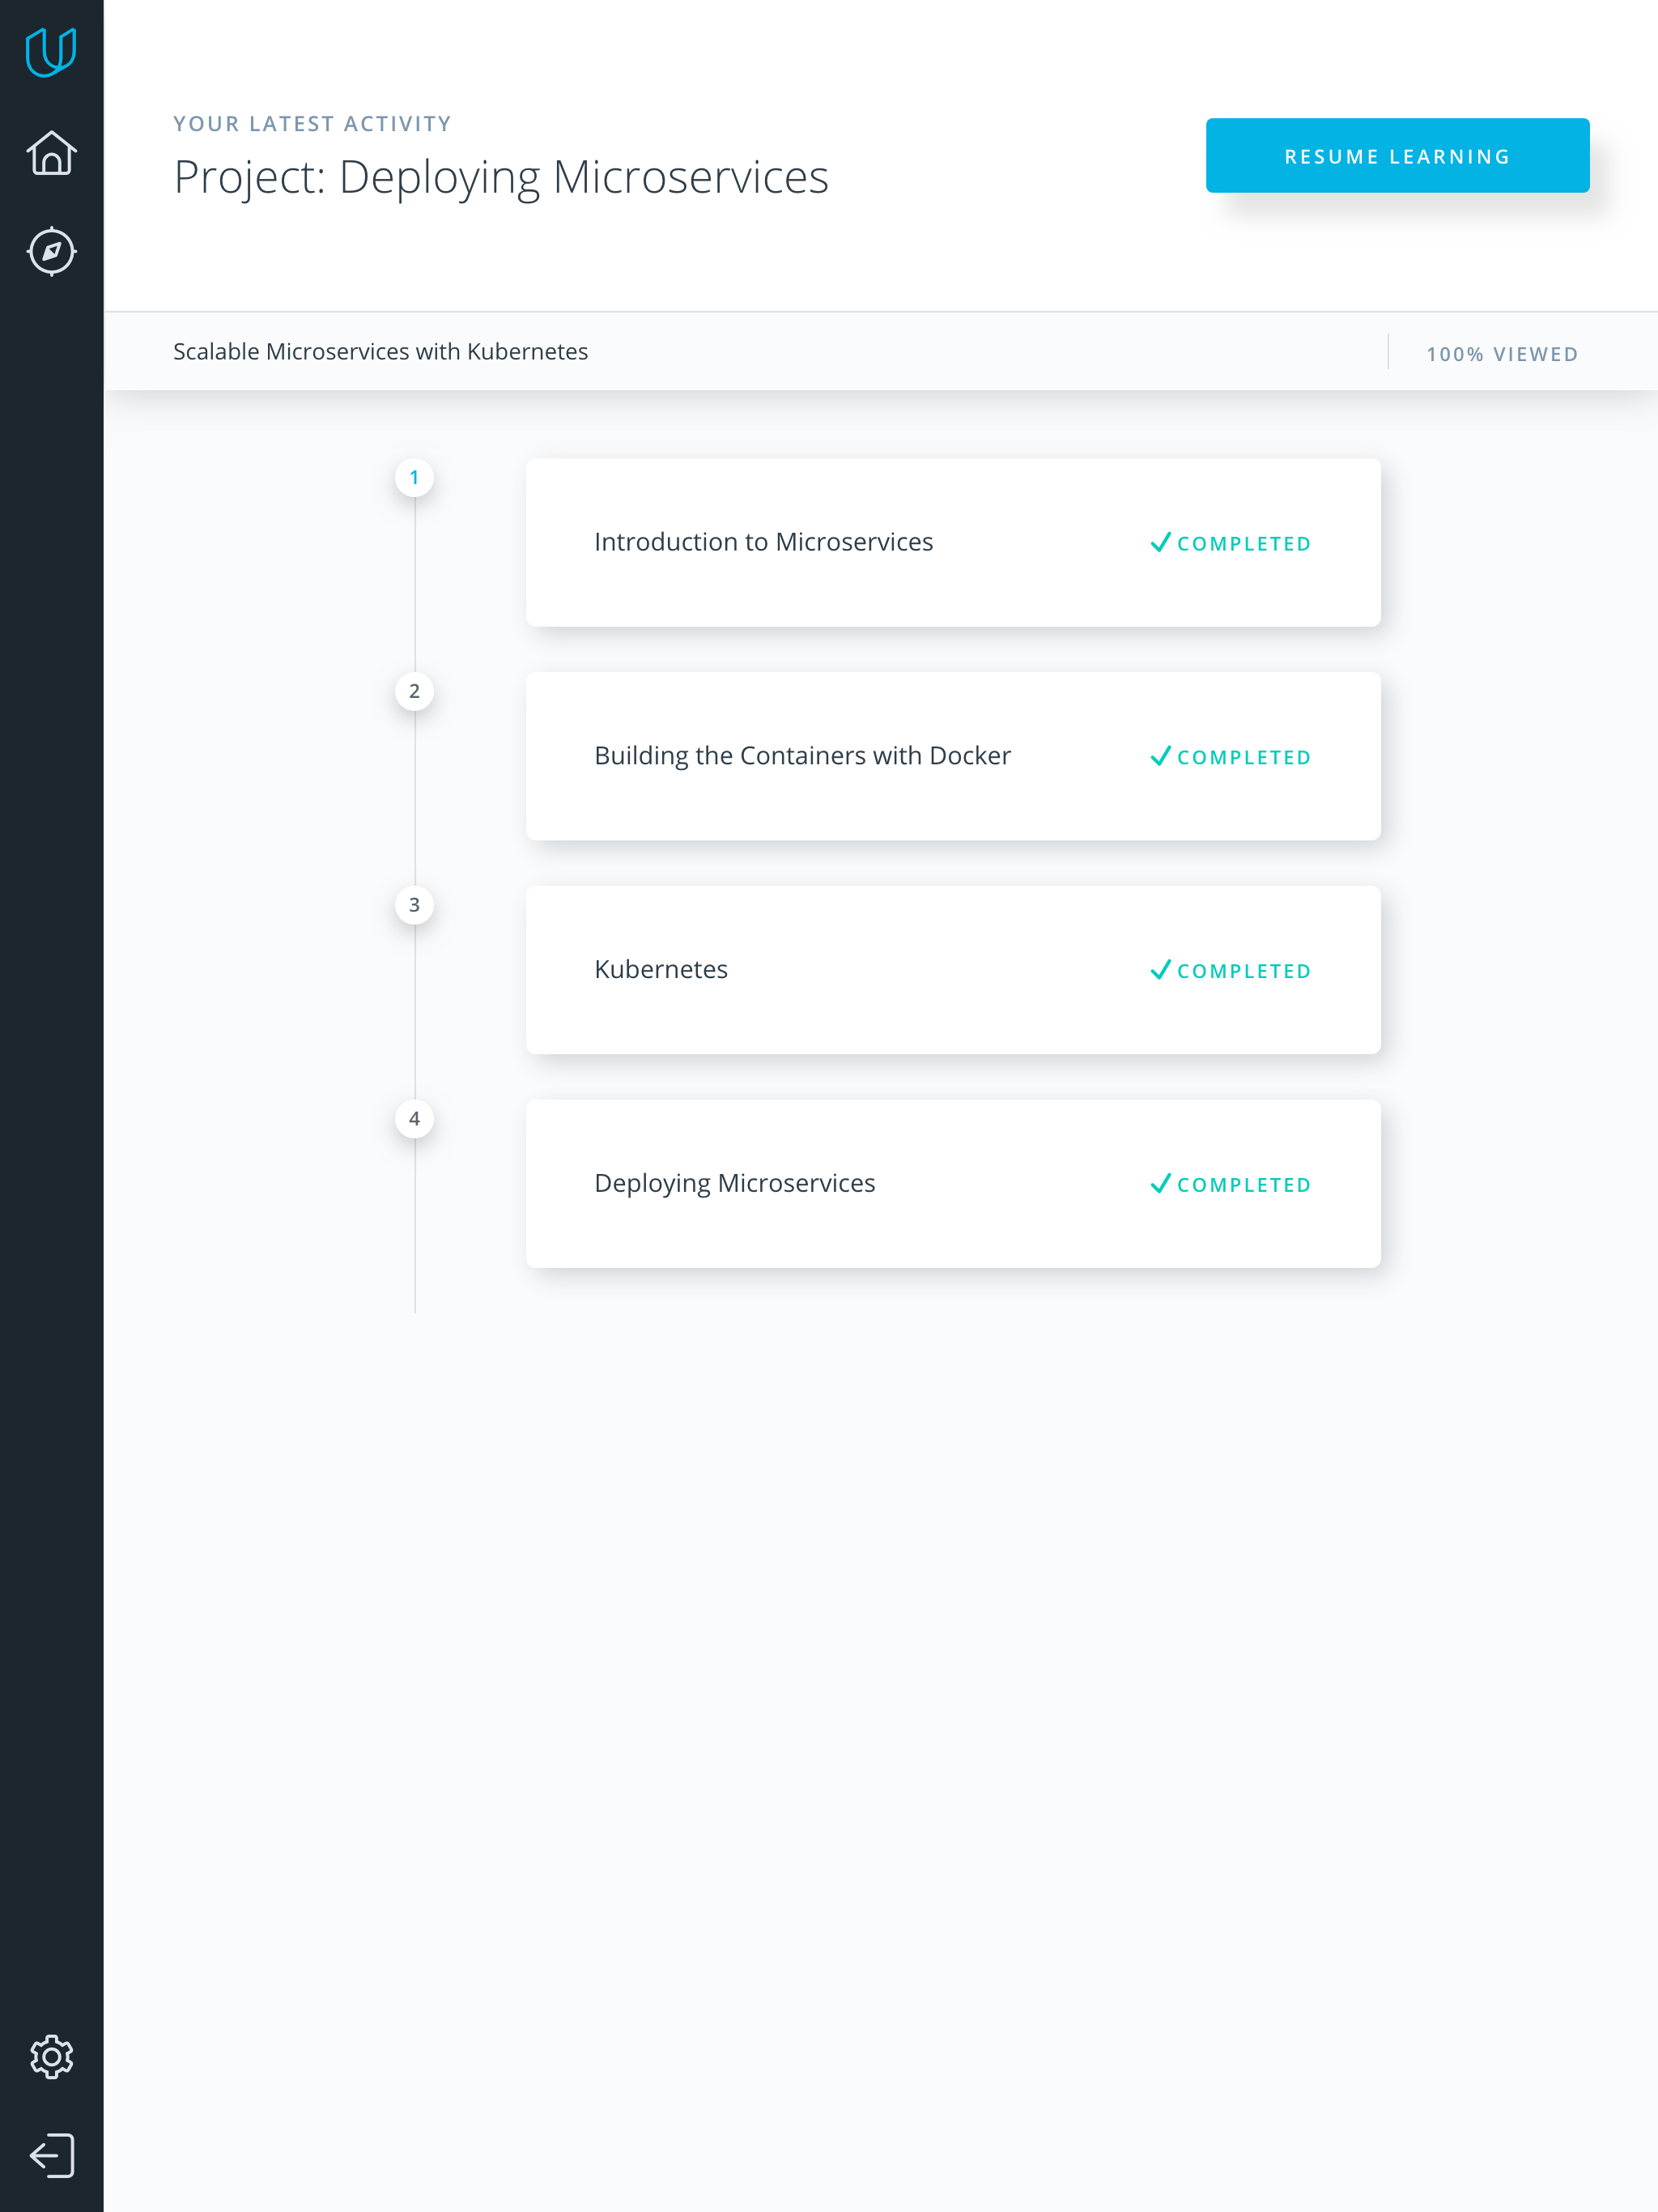 YOUR LATEST ACTIVITY
Project: Deploying Microservices
RESUME LEARNING
Scalable Microservices with Kubernetes
100% VIEWED
1
Introduction to Microservices
COMPLETED
2
Building the Containers with Docker
COMPLETED
3
Kubernetes
COMPLETED
4
Deploying Microservices
COMPLETED